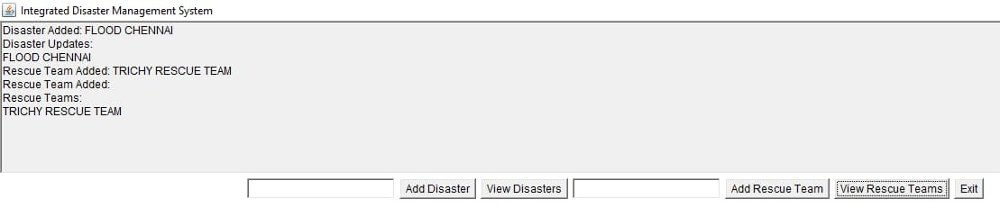 Integrated Disaster Management System
Disaster Added: FLOOD CHENNAI
Disaster Updates:
FLOOD CHENNAI
Rescue Team Added: TRICHY RESCUE TEAM
Rescue Team Added:
Rescue Teams:
TRICHY RESCUE TEAM
Add Disaster View Disasters Add Rescue Team View Rescue Teams Exit